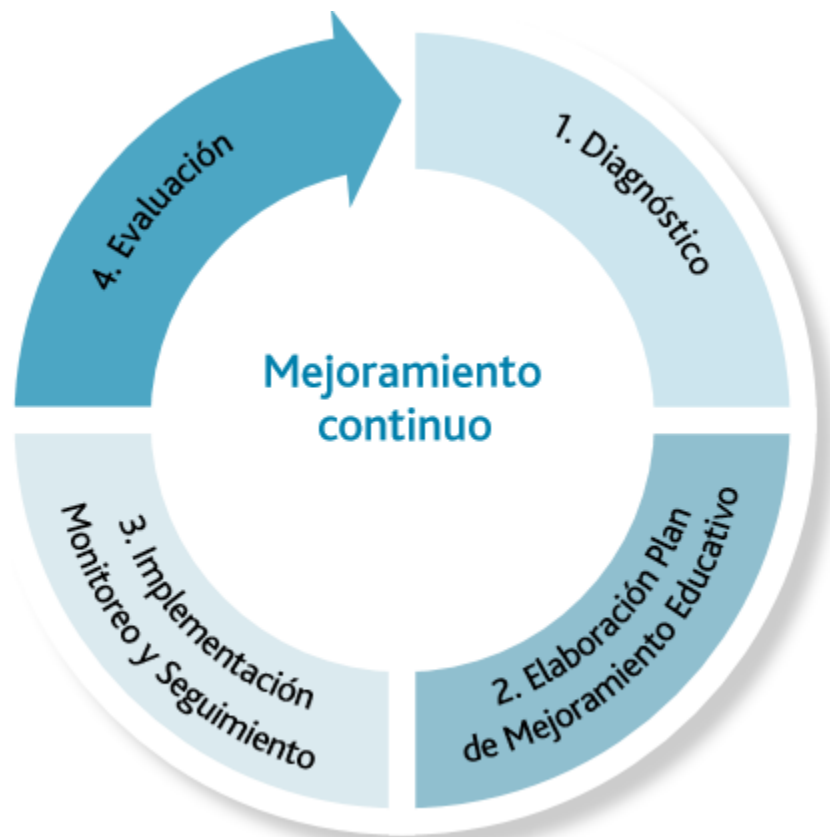 1. Diagnóstico
2. Elaboración Plan
de Mejoramiento Educativo
3. Implementación
Monitoreo y Seguimiento
4. Evaluación
Mejoramiento
continuo